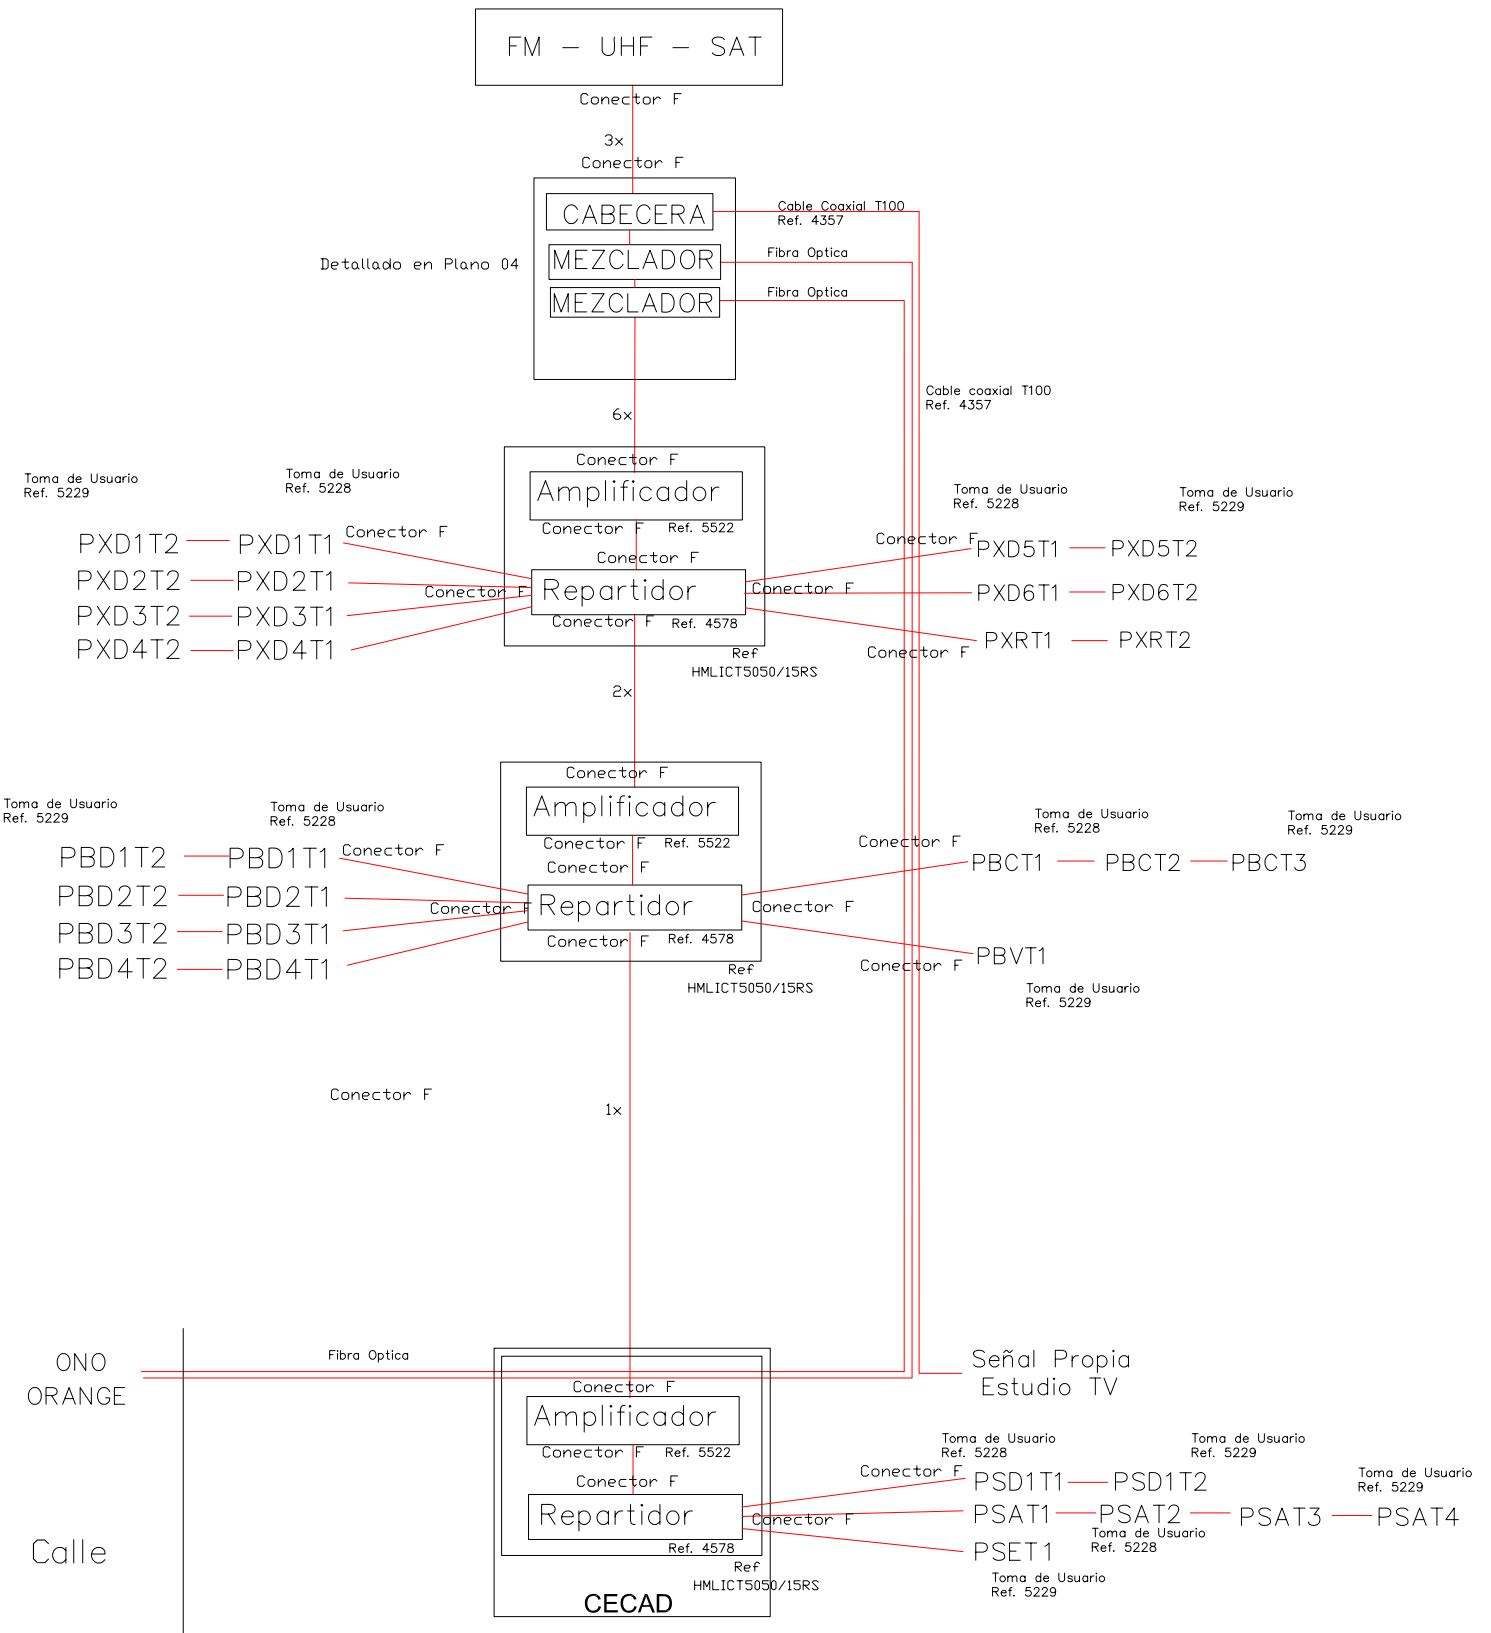 FM - UHF - SAT
Conector F
3x
Conector F
CABECERA
Cable Coaxial T100
Ref. 4357
MEZCLADOR
Fibra Optica
Detallado en Plano 04
MEZCLADOR
Fibra Optica
Cable coaxial T100
Ref. 4357
6x
Conector F
Amplificador
Conector F
Ref. 5522
Conector F
Repartidor
Conector F
Ref. 4578
Ref
HMLICT5050/15RS
Toma de Usuario
Ref. 5229
Toma de Usuario
Ref. 5228
Conector F
PXD1T2
PXD1T1
PXD2T2
PXD2T1
Conector F
PXD3T2
PXD3T1
PXD4T2
PXD4T1
Toma de Usuario
Ref. 5228
Toma de Usuario
Ref. 5229
Conector F
PXD5T1
PXD5T2
Conector F
PXD6T1
PXD6T2
PXRT1
PXRT2
Conector F
2x
Conector F
Amplificador
Conector F
Ref. 5522
Conector F
Repartidor
Conector F
Ref. 4578
Ref
HMLICT5050/15RS
Toma de Usuario
Ref. 5229
Toma de Usuario
Ref. 5228
Conector F
PBD1T2
PBD1T1
PBD2T2
PBD2T1
Conector F
PBD3T2
PBD3T1
PBD4T2
PBD4T1
Toma de Usuario
Ref. 5228
Toma de Usuario
Ref. 5229
Conector F
PBCT1
PBCT2
PBCT3
Conector F
PBVT1
Conector F
Toma de Usuario
Ref. 5229
Conector F
1x
ONO
ORANGE
Fibra Optica
Señal Propia
Estudio TV
Calle
Conector F
Amplificador
Conector F
Ref. 5522
Conector F
Repartidor
Ref. 4578
Ref
HMLICT5050/15RS
CECAD
Toma de Usuario
Ref. 5228
Toma de Usuario
Ref. 5229
Conector F
PSD1T1
PSD1T2
Toma de Usuario
Ref. 5229
Conector F
PSAT1
PSAT2
PSAT3
PSAT4
Toma de Usuario
Ref. 5228
PSET1
Toma de Usuario
Ref. 5229